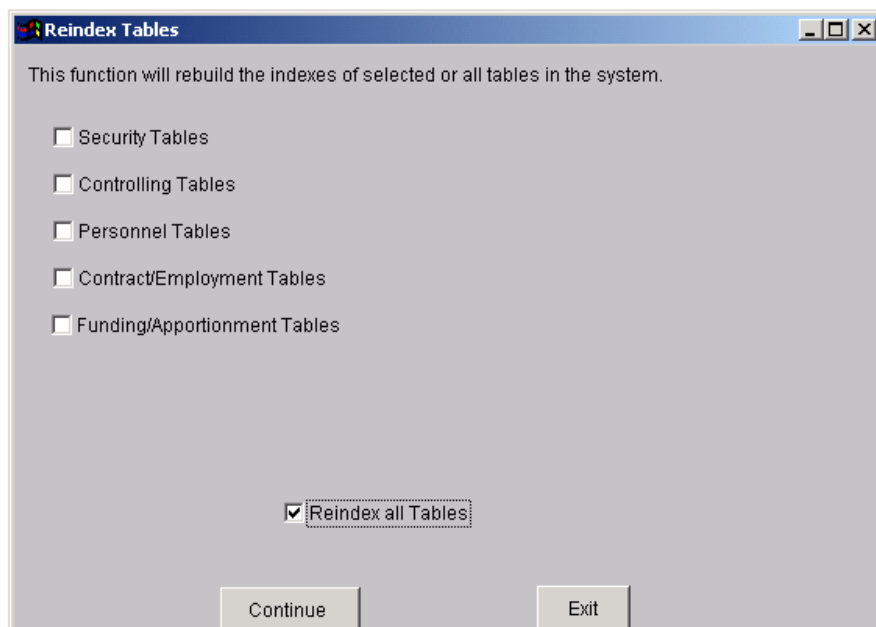 Reindex Tables
This function will rebuild the indexes of selected or all tables in the system.
Security Tables
Controlling Tables
Personnel Tables
Contract/Employment Tables
Funding/Apportionment Tables
Reindex all Tables
Continue Exit